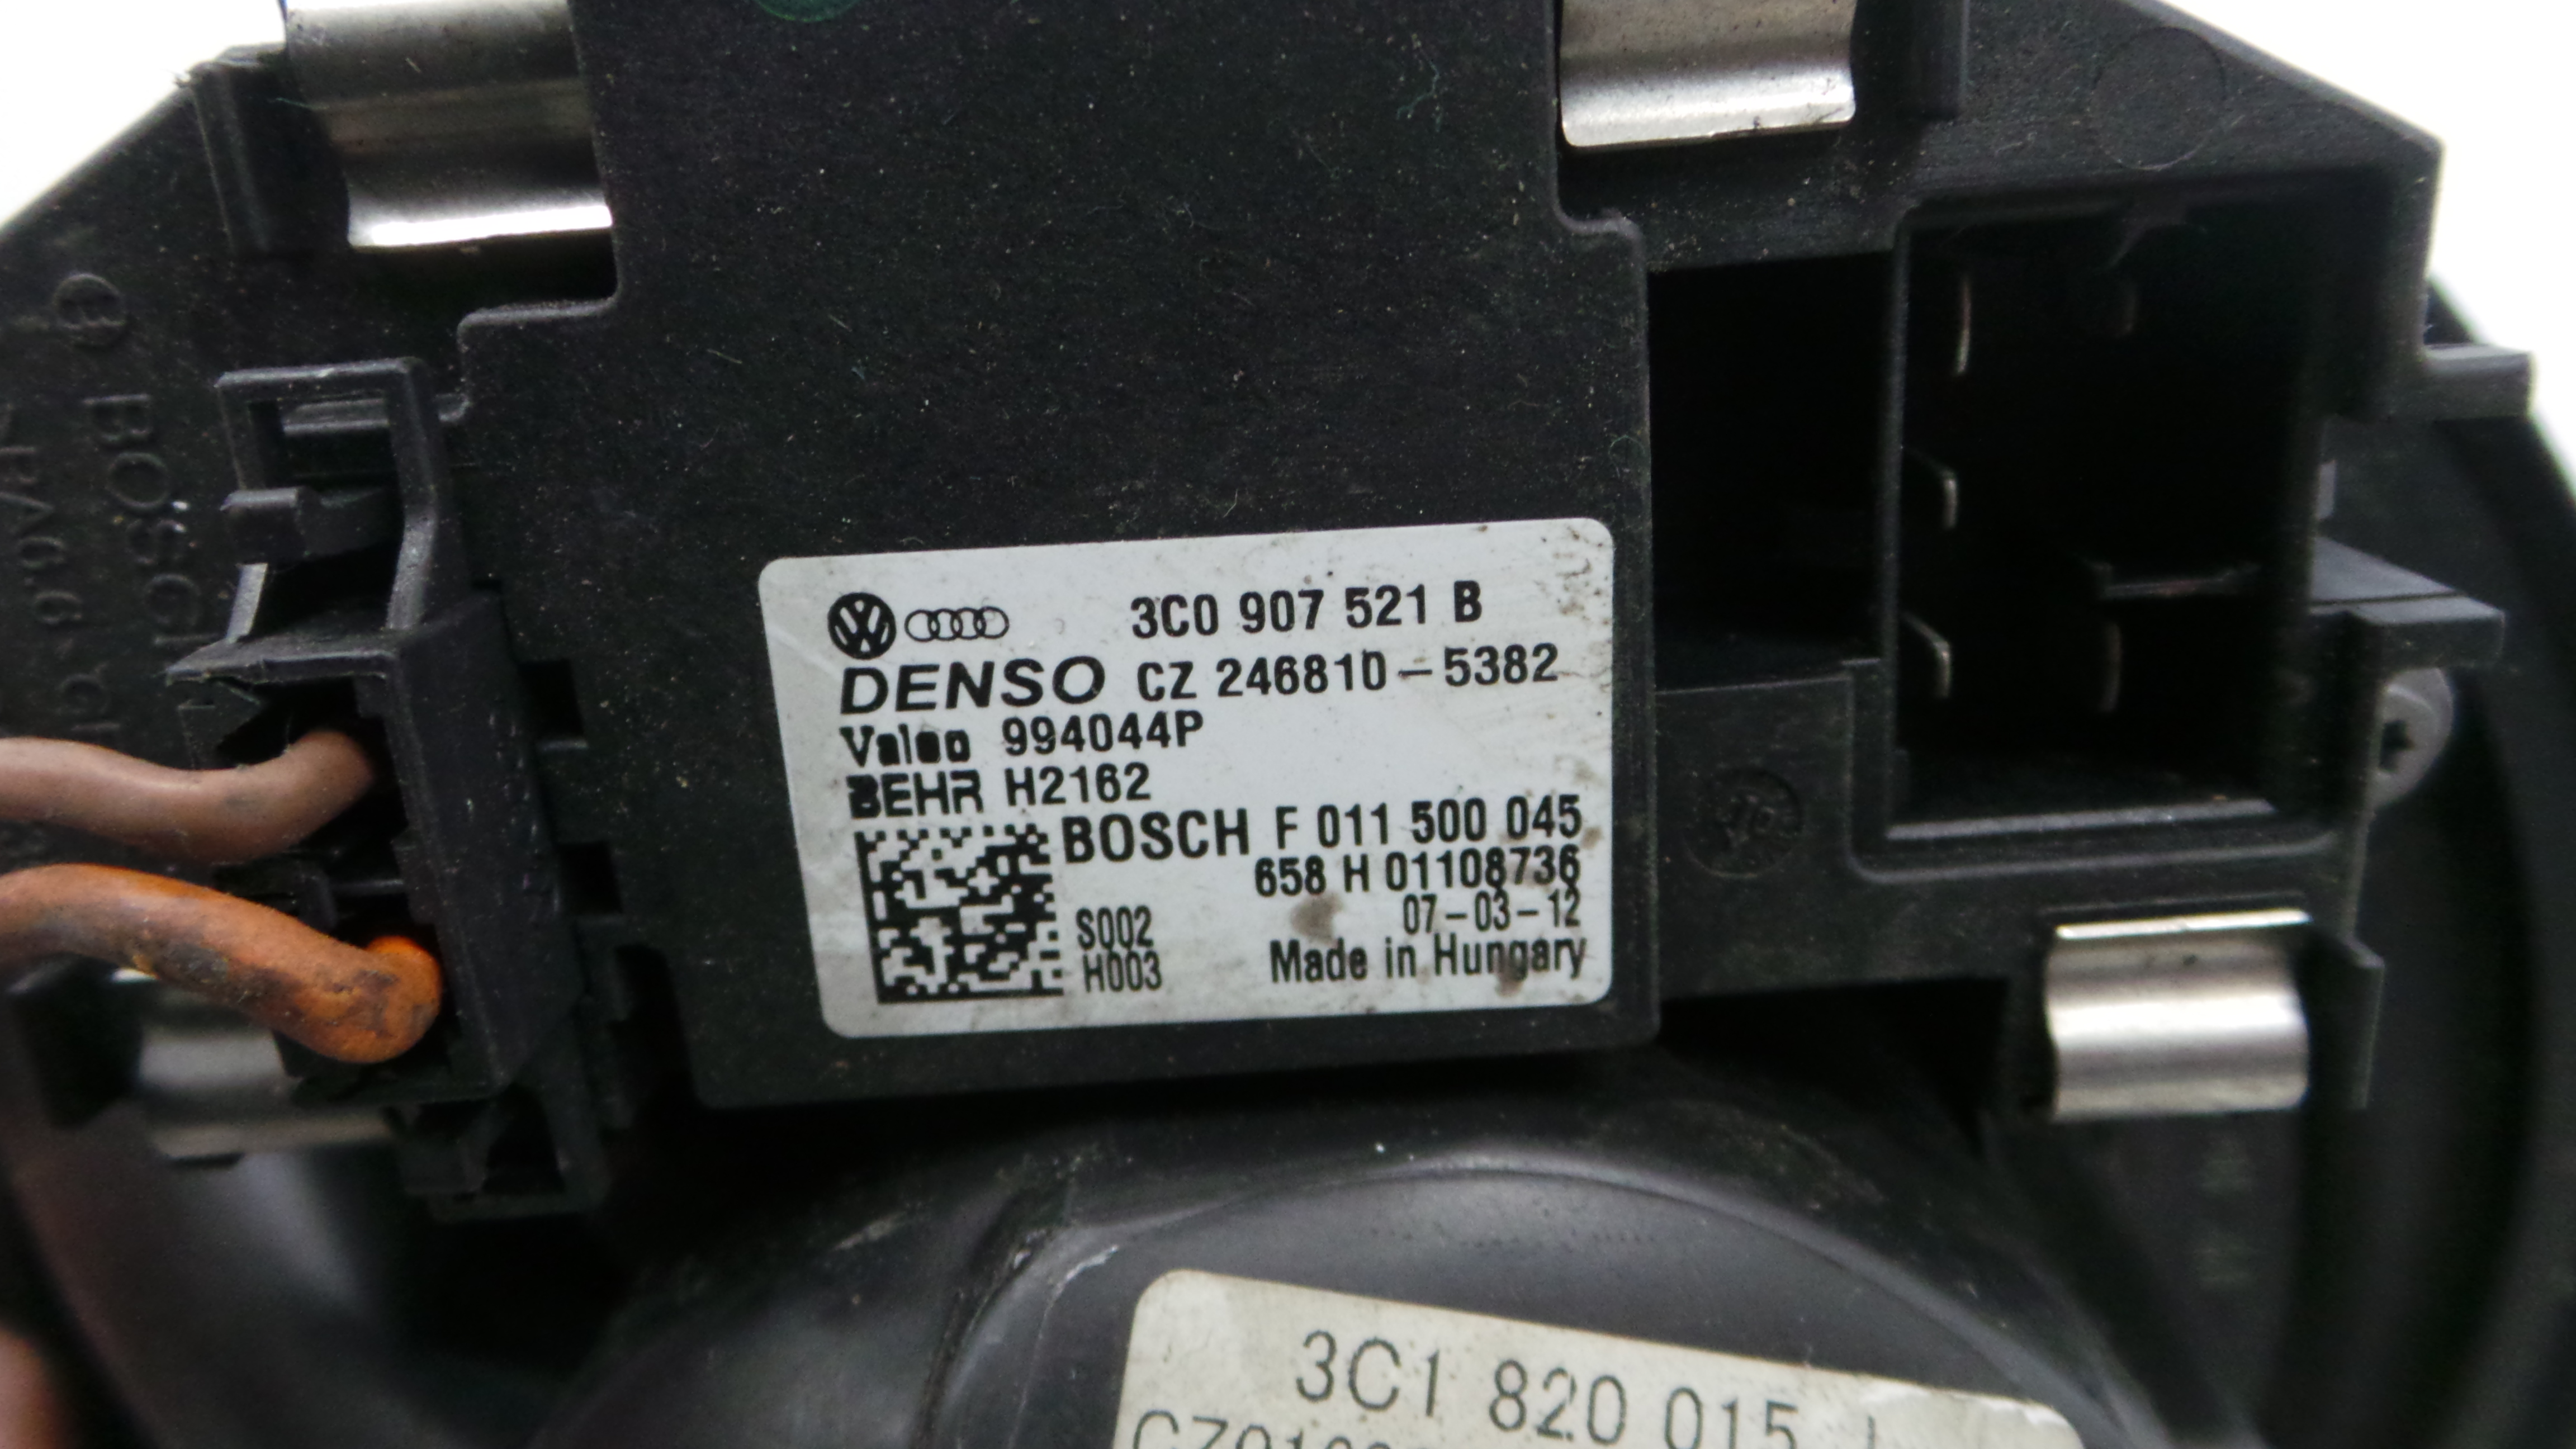 BOSCH
3C0 907 521 B
DENSO CZ 246810-5382
Valeo 994044P
BEHR H2162
BOSCH F 011 500 045
658 H 01108736
07-03-12
S002
H003
Made in Hungary
3C1 820 015